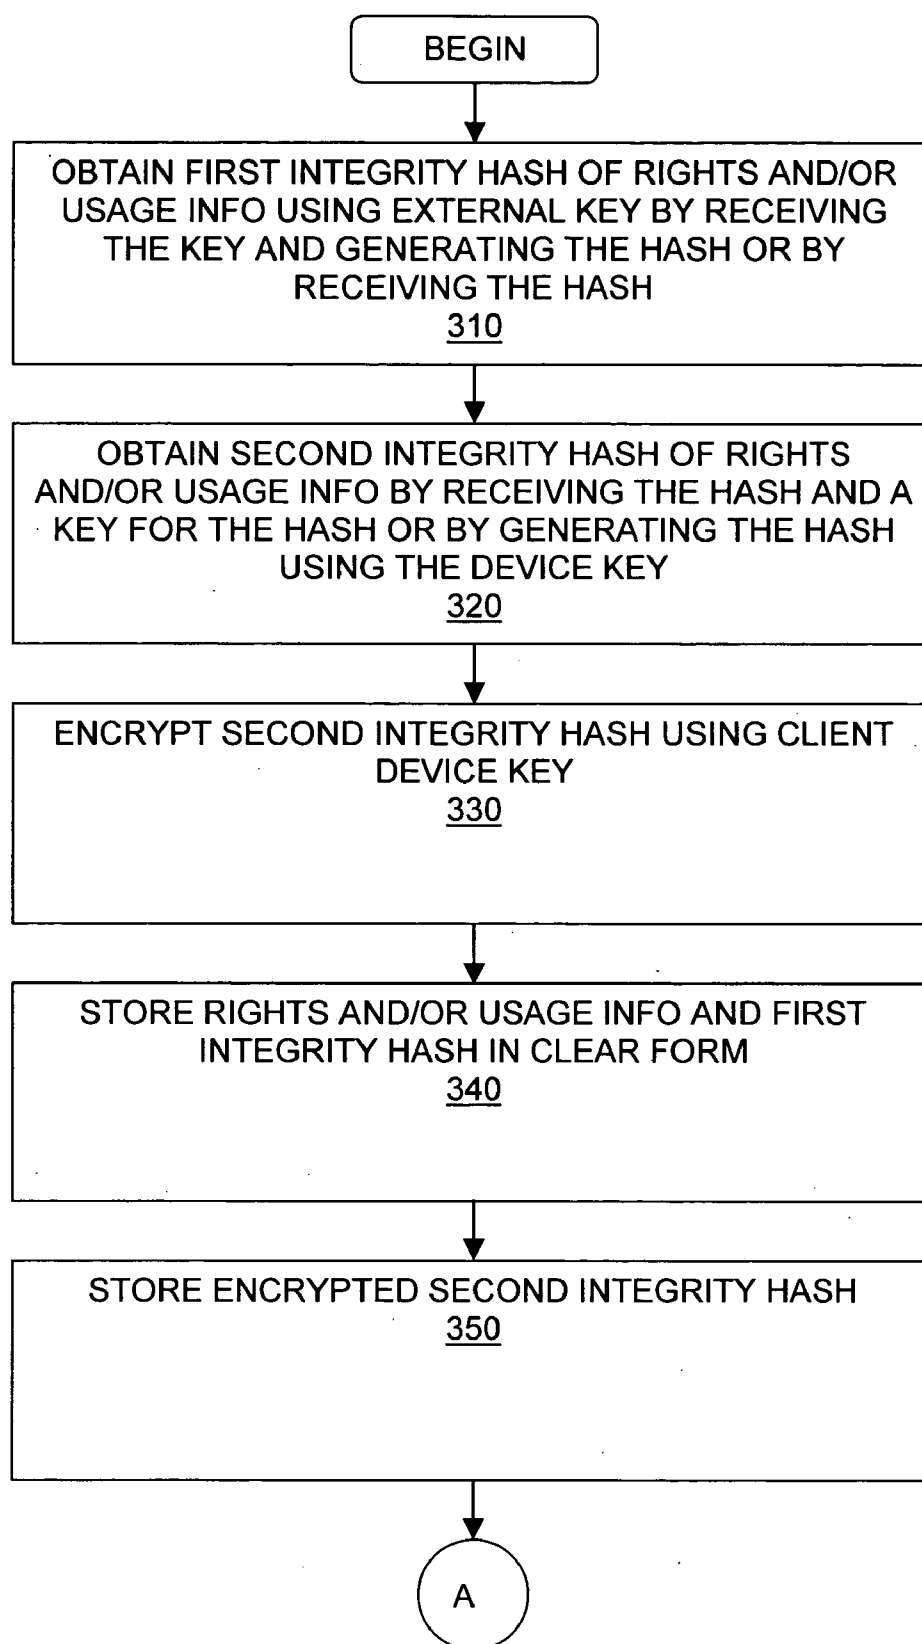 BEGIN
OBTAIN FIRST INTEGRITY HASH OF RIGHTS AND/OR
USAGE INFO USING EXTERNAL KEY BY RECEIVING
THE KEY AND GENERATING THE HASH OR BY
RECEIVING THE HASH
310
OBTAIN SECOND INTEGRITY HASH OF RIGHTS
AND/OR USAGE INFO BY RECEIVING THE HASH AND A
KEY FOR THE HASH OR BY GENERATING THE HASH
USING THE DEVICE KEY
320
ENCRYPT SECOND INTEGRITY HASH USING CLIENT
DEVICE KEY
330
STORE RIGHTS AND/OR USAGE INFO AND FIRST
INTEGRITY HASH IN CLEAR FORM
340
STORE ENCRYPTED SECOND INTEGRITY HASH
350
A